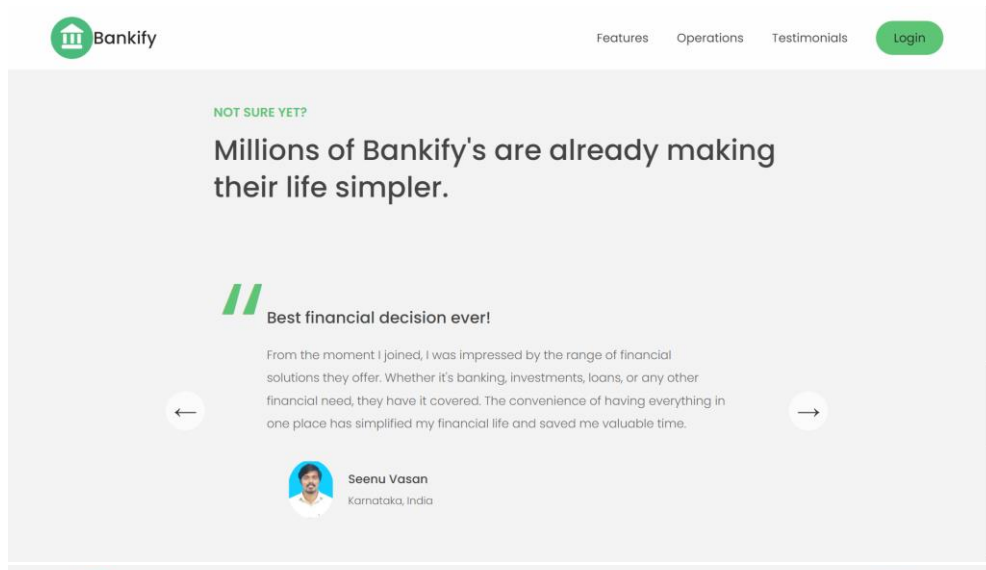 Bankify
Features Operations Testimonials Login
NOT SURE YET?
Millions of Bankify's are already making
their life simpler.
Best financial decision ever!
From the moment I joined, I was impressed by the range of financial
solutions they offer. Whether it's banking, investments, loans, or any other
financial need, they have it covered. The convenience of having everything in
one place has simplified my financial life and saved me valuable time.
Seenu Vasan
Karnataka, India